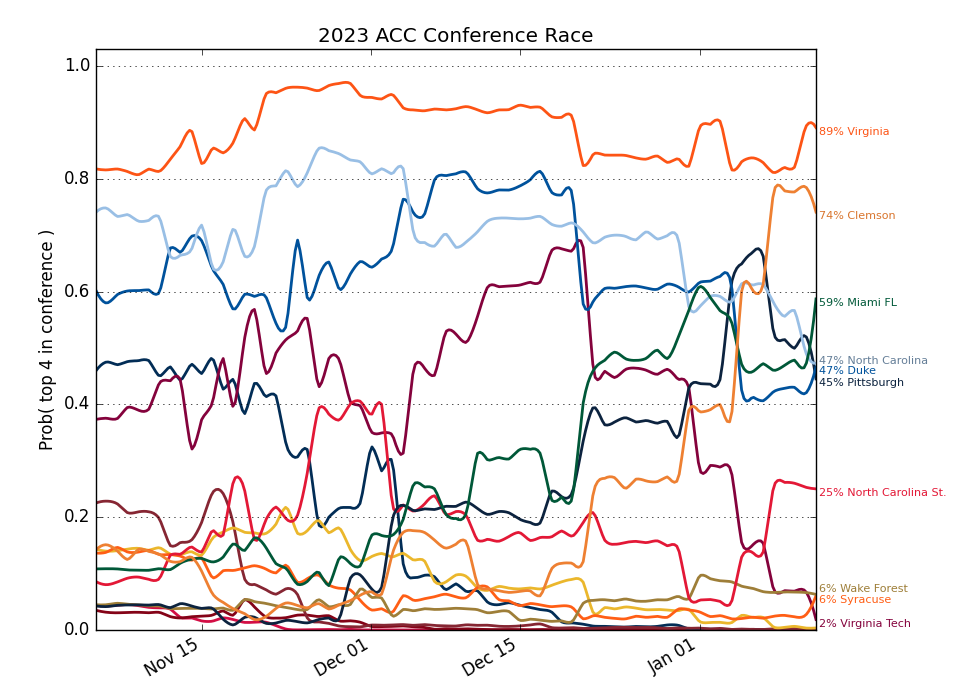 2023 ACC Conference Race
Prob( top 4 in conference )
1.0
0.8
0.6
0.4
0.2
0.0
Nov 15
Dec 01
Dec 15
Jan 01
89% Virginia
74% Clemson
59% Miami FL
47% North Carolina
47% Duke
45% Pittsburgh
25% North Carolina St.
6% Wake Forest
6% Syracuse
2% Virginia Tech